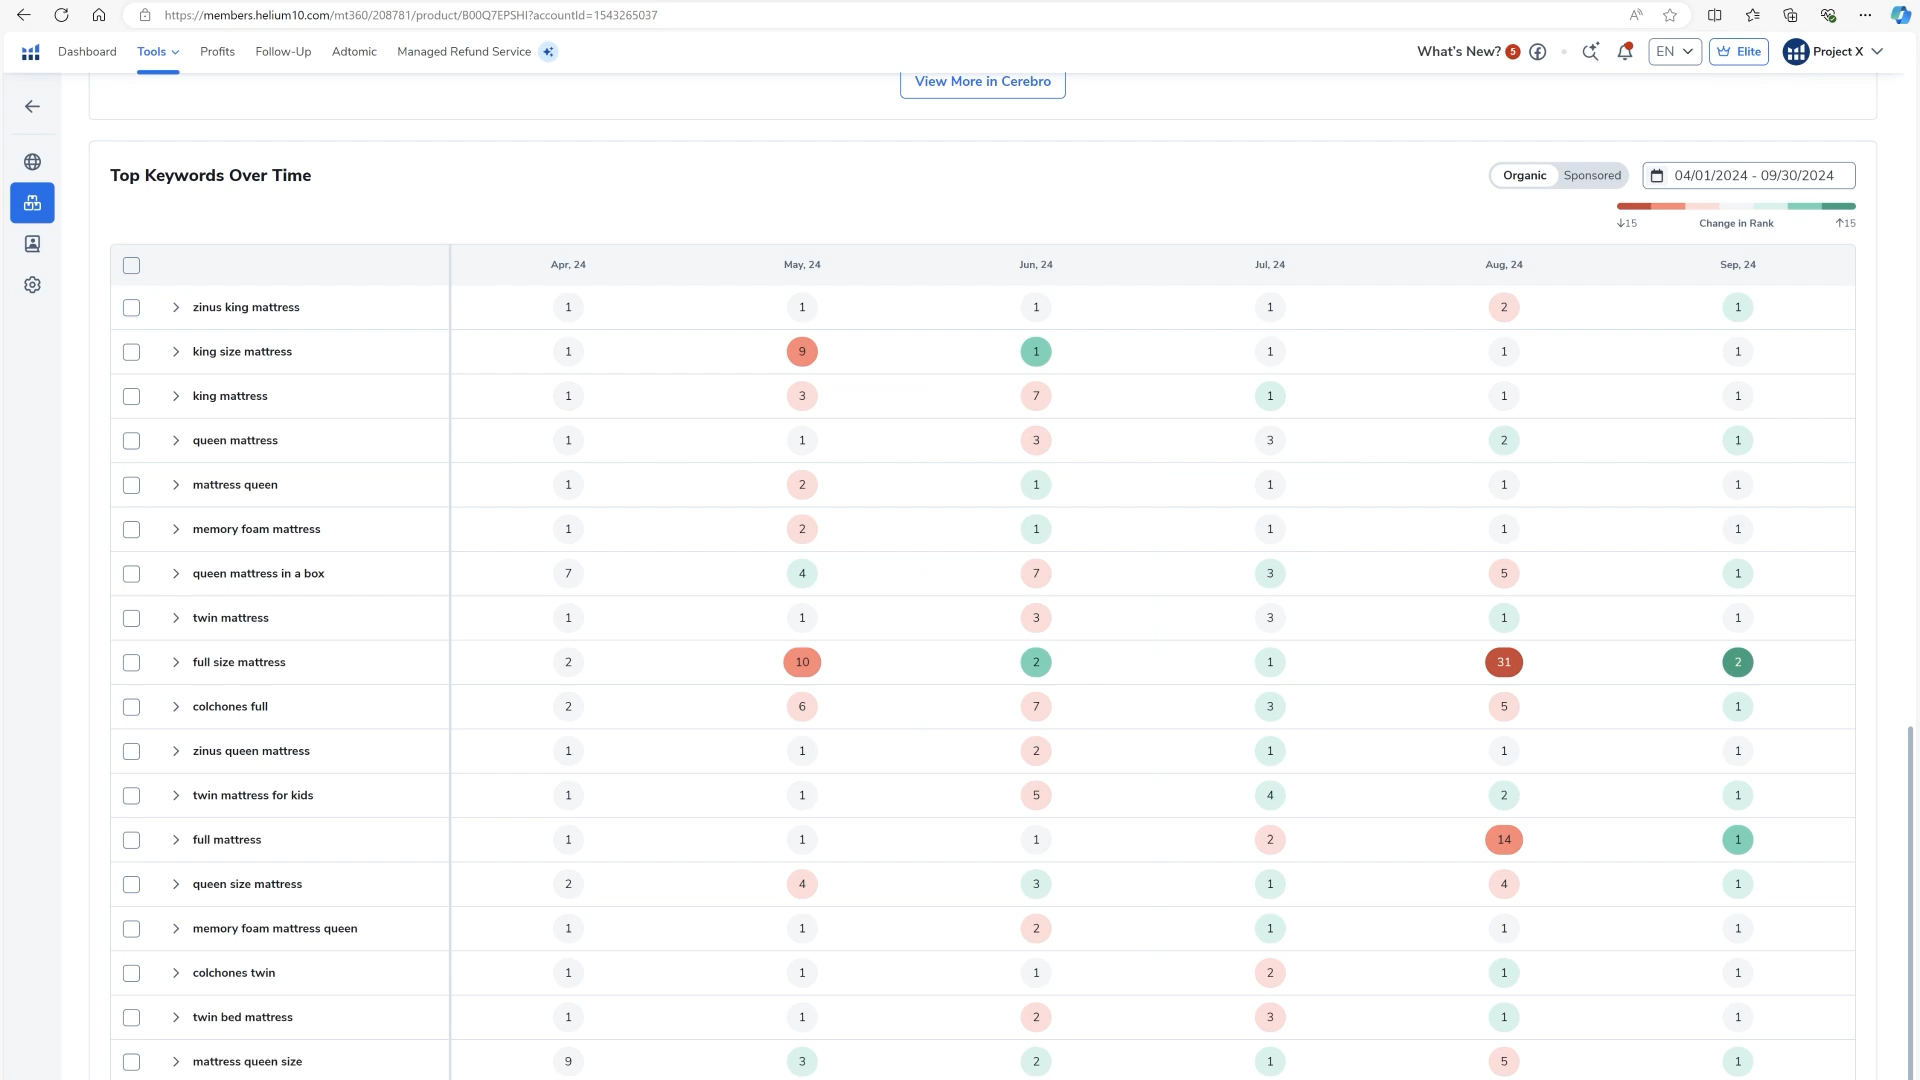 https://members.helium10.com/mt360/208781/product/B00Q7EPSHI?accountId=1543265037
Dashboard Tools Profits Follow-Up Adtomic Managed Refund Service What's New? 5 EN Elite Project X
View More in Cerebro
Top Keywords Over Time Organic Sponsored 04/01/2024 - 09/30/2024
↓15 Change in Rank ↑15
Apr, 24 May, 24 Jun, 24 Jul, 24 Aug, 24 Sep, 24
zinus king mattress 1 1 1 1 2 1
king size mattress 1 9 1 1 1 1
king mattress 1 3 7 1 1 1
queen mattress 1 1 3 3 2 1
mattress queen 1 2 1 1 1 1
memory foam mattress 1 2 1 1 1 1
queen mattress in a box 7 4 7 3 5 1
twin mattress 1 1 3 3 1 1
full size mattress 2 10 2 1 31 2
colchones full 2 6 7 3 5 1
zinus queen mattress 1 1 2 1 1 1
twin mattress for kids 1 1 5 4 2 1
full mattress 1 1 1 2 14 1
queen size mattress 2 4 3 1 4 1
memory foam mattress queen 1 1 2 1 1 1
colchones twin 1 1 1 2 1 1
twin bed mattress 1 1 2 3 1 1
mattress queen size 9 3 2 1 5 1